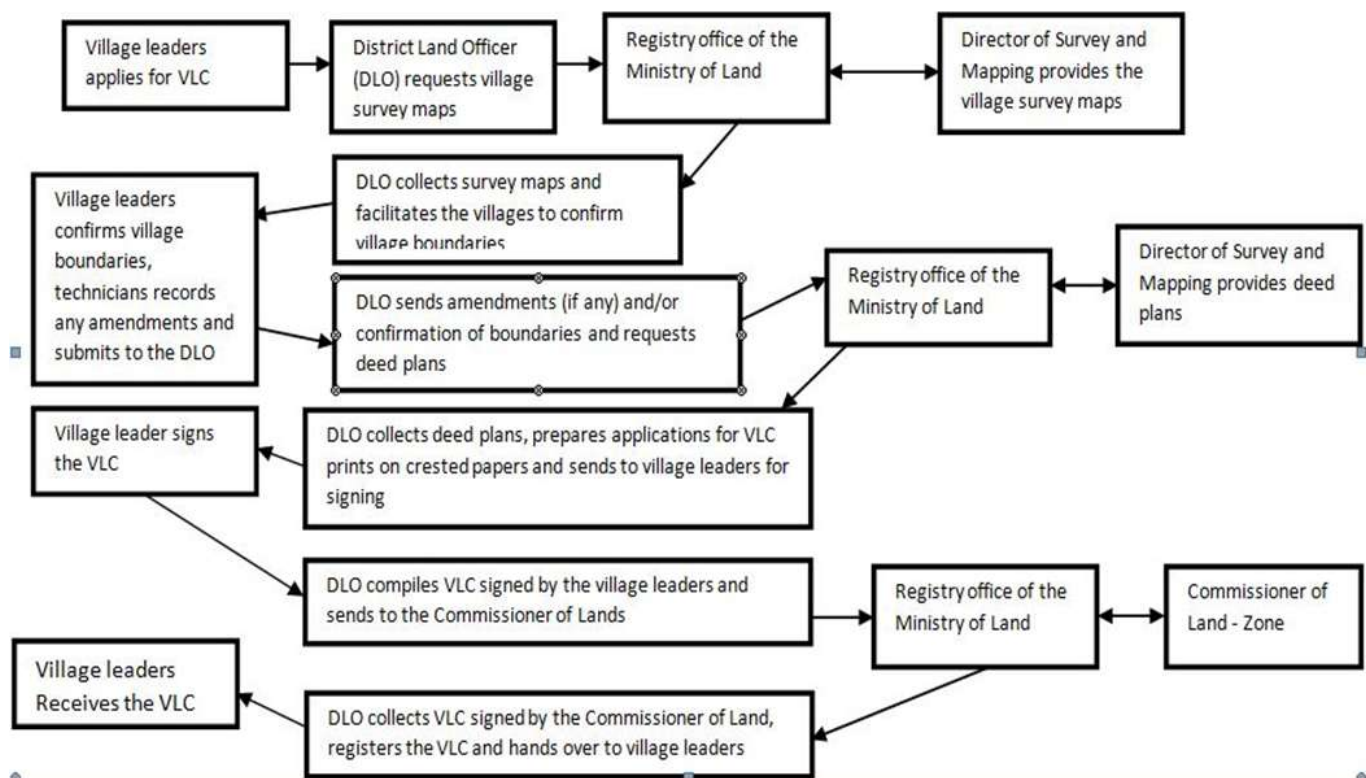 Village leaders
applies for VLC
District Land Officer
(DLO) requests village
survey maps
Registry office of the
Ministry of Land
Director of Survey and
Mapping provides the
village survey maps
DLO collects survey maps and
facilitates the villages to confirm
village boundaries
Village leaders
confirms village
boundaries,
technicians records
any amendments and
submits to the DLO
DLO sends amendments (if any) and/or
confirmation of boundaries and requests
deed plans
Registry office of the
Ministry of Land
Director of Survey and
Mapping provides deed
plans
DLO collects deed plans, prepares applications for VLC
prints on crested papers and sends to village leaders for
signing
Village leader signs
the VLC
DLO compiles VLC signed by the village leaders and
sends to the Commissioner of Lands
Registry office of the
Ministry of Land
Commissioner of
Land - Zone
DLO collects VLC signed by the Commissioner of Land,
registers the VLC and hands over to village leaders
Village leaders
Receives the VLC